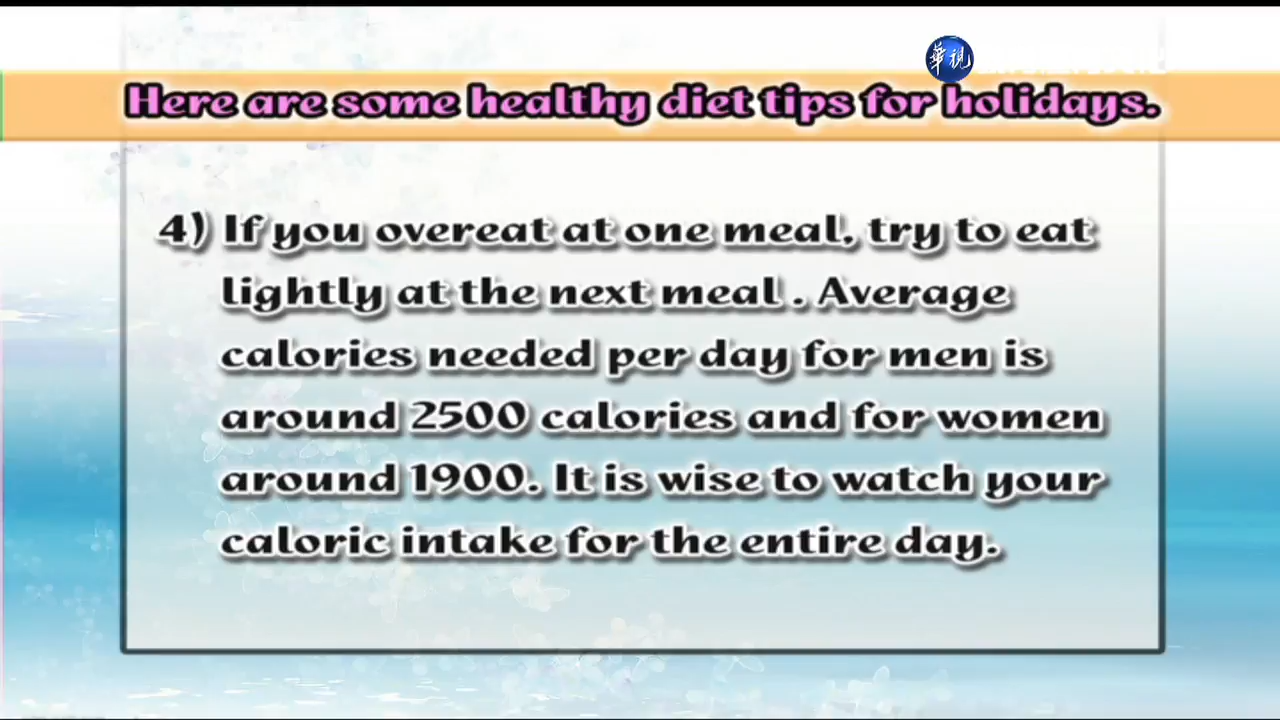 華視
Here are some healthy diet tips for holidays.
4) If you overeat at one meal, try to eat
lightly at the next meal . Average
calories needed per day for men is
around 2500 calories and for women
around 1900. It is wise to watch your
caloric intake for the entire day.